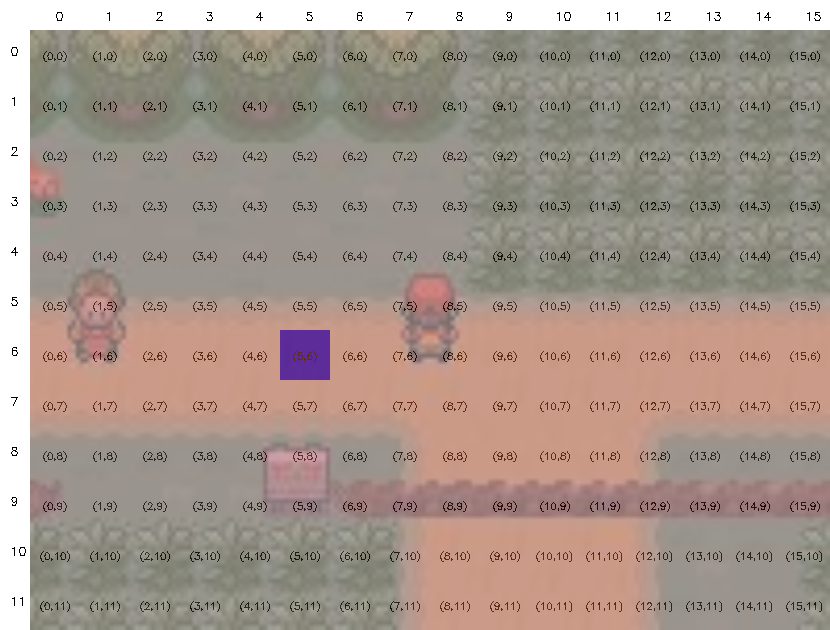 0 1 2 3 4 5 6 7 8 9 10 11 12 13 14 15
0 (0,0) (1,0) (2,0) (3,0) (4,0) (5,0) (6,0) (7,0) (8,0) (9,0) (10,0) (11,0) (12,0) (13,0) (14,0) (15,0)
1 (0,1) (1,1) (2,1) (3,1) (4,1) (5,1) (6,1) (7,1) (8,1) (9,1) (10,1) (11,1) (12,1) (13,1) (14,1) (15,1)
2 (0,2) (1,2) (2,2) (3,2) (4,2) (5,2) (6,2) (7,2) (8,2) (9,2) (10,2) (11,2) (12,2) (13,2) (14,2) (15,2)
3 (0,3) (1,3) (2,3) (3,3) (4,3) (5,3) (6,3) (7,3) (8,3) (9,3) (10,3) (11,3) (12,3) (13,3) (14,3) (15,3)
4 (0,4) (1,4) (2,4) (3,4) (4,4) (5,4) (6,4) (7,4) (8,4) (9,4) (10,4) (11,4) (12,4) (13,4) (14,4) (15,4)
5 (0,5) (1,5) (2,5) (3,5) (4,5) (5,5) (6,5) (7,5) (8,5) (9,5) (10,5) (11,5) (12,5) (13,5) (14,5) (15,5)
6 (0,6) (1,6) (2,6) (3,6) (4,6) (5,6) (6,6) (7,6) (8,6) (9,6) (10,6) (11,6) (12,6) (13,6) (14,6) (15,6)
7 (0,7) (1,7) (2,7) (3,7) (4,7) (5,7) (6,7) (7,7) (8,7) (9,7) (10,7) (11,7) (12,7) (13,7) (14,7) (15,7)
8 (0,8) (1,8) (2,8) (3,8) (4,8) (5,8) (6,8) (7,8) (8,8) (9,8) (10,8) (11,8) (12,8) (13,8) (14,8) (15,8)
9 (0,9) (1,9) (2,9) (3,9) (4,9) (5,9) (6,9) (7,9) (8,9) (9,9) (10,9) (11,9) (12,9) (13,9) (14,9) (15,9)
10 (0,10) (1,10) (2,10) (3,10) (4,10) (5,10) (6,10) (7,10) (8,10) (9,10) (10,10) (11,10) (12,10) (13,10) (14,10) (15,10)
11 (0,11) (1,11) (2,11) (3,11) (4,11) (5,11) (6,11) (7,11) (8,11) (9,11) (10,11) (11,11) (12,11) (13,11) (14,11) (15,11)